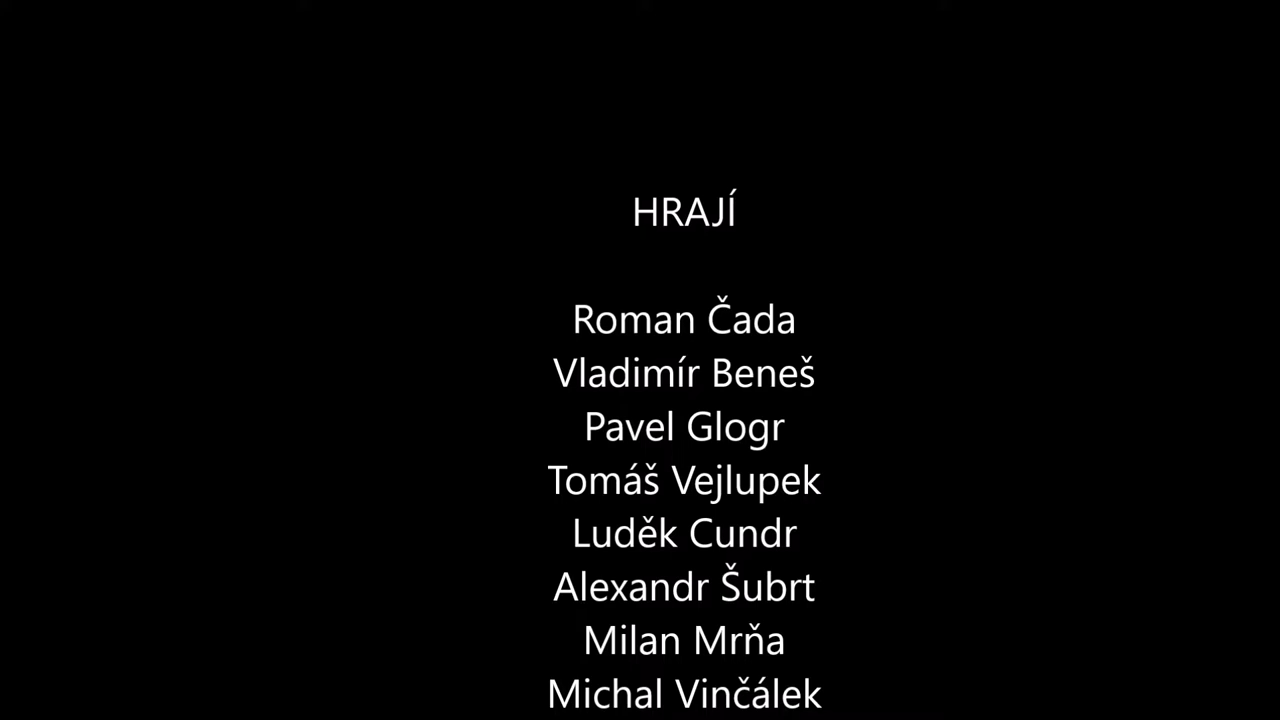 HRAJÍ
Roman Čada
Vladimír Beneš
Pavel Glogr
Tomáš Vejlupek
Luděk Cundr
Alexandr Šubrt
Milan Mrňa
Michal Vinčálek